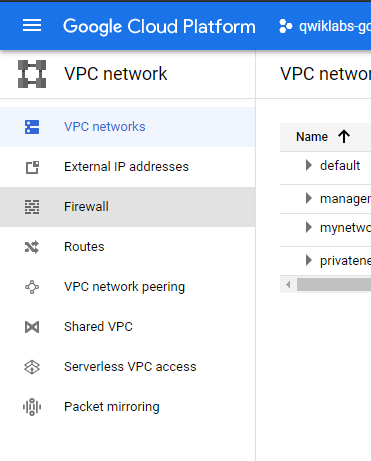 Google Cloud Platform
qwiklabs-gc
VPC network
VPC networ
VPC networks
External IP addresses
Firewall
Routes
VPC network peering
Shared VPC
Serverless VPC access
Packet mirroring
Name
default
manager
mynetwo
privatene